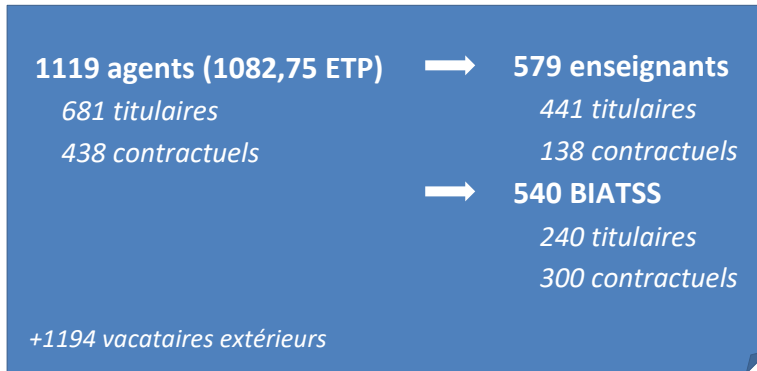 1119 agents (1082,75 ETP)
681 titulaires
438 contractuels
579 enseignants
441 titulaires
138 contractuels
540 BIATSS
240 titulaires
300 contractuels
+1194 vacataires extérieurs